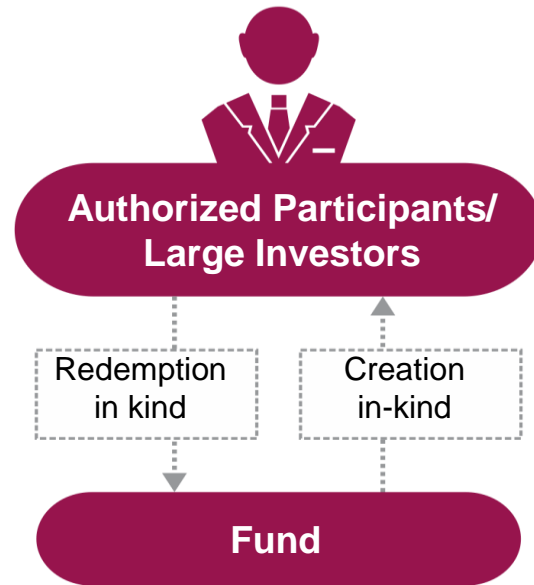 Authorized Participants/
Large Investors
Redemption
in kind
Creation
in-kind
Fund